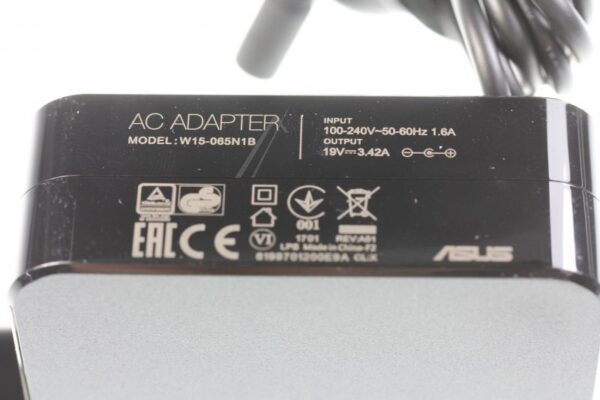 AC ADAPTER
MODEL : W15-065N1B
INPUT
100-240V~50-60Hz 1.6A
OUTPUT
19V⎓3.42A
EAC CE
VI
001
1701 REV:A01
LPS Made in China-F2
ASUS